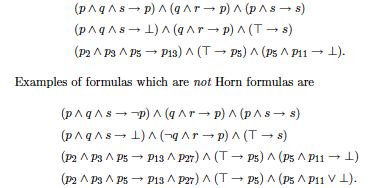 (p ∧ q ∧ s → p) ∧ (q ∧ r → p) ∧ (p ∧ s → s)
(p ∧ q ∧ s → ⊥) ∧ (q ∧ r → p) ∧ (⊤ → s)
(p₂ ∧ p₃ ∧ p₅ → p₁₃) ∧ (⊤ → p₅) ∧ (p₅ ∧ p₁₁ → ⊥).
Examples of formulas which are not Horn formulas are
(p ∧ q ∧ s → ¬p) ∧ (q ∧ r → p) ∧ (p ∧ s → s)
(p ∧ q ∧ s → ⊥) ∧ (¬q ∧ r → p) ∧ (⊤ → s)
(p₂ ∧ p₃ ∧ p₅ → p₁₃ ∧ p₂₇) ∧ (⊤ → p₅) ∧ (p₅ ∧ p₁₁ → ⊥)
(p₂ ∧ p₃ ∧ p₅ → p₁₃ ∧ p₂₇) ∧ (⊤ → p₅) ∧ (p₅ ∧ p₁₁ ∨ ⊥).